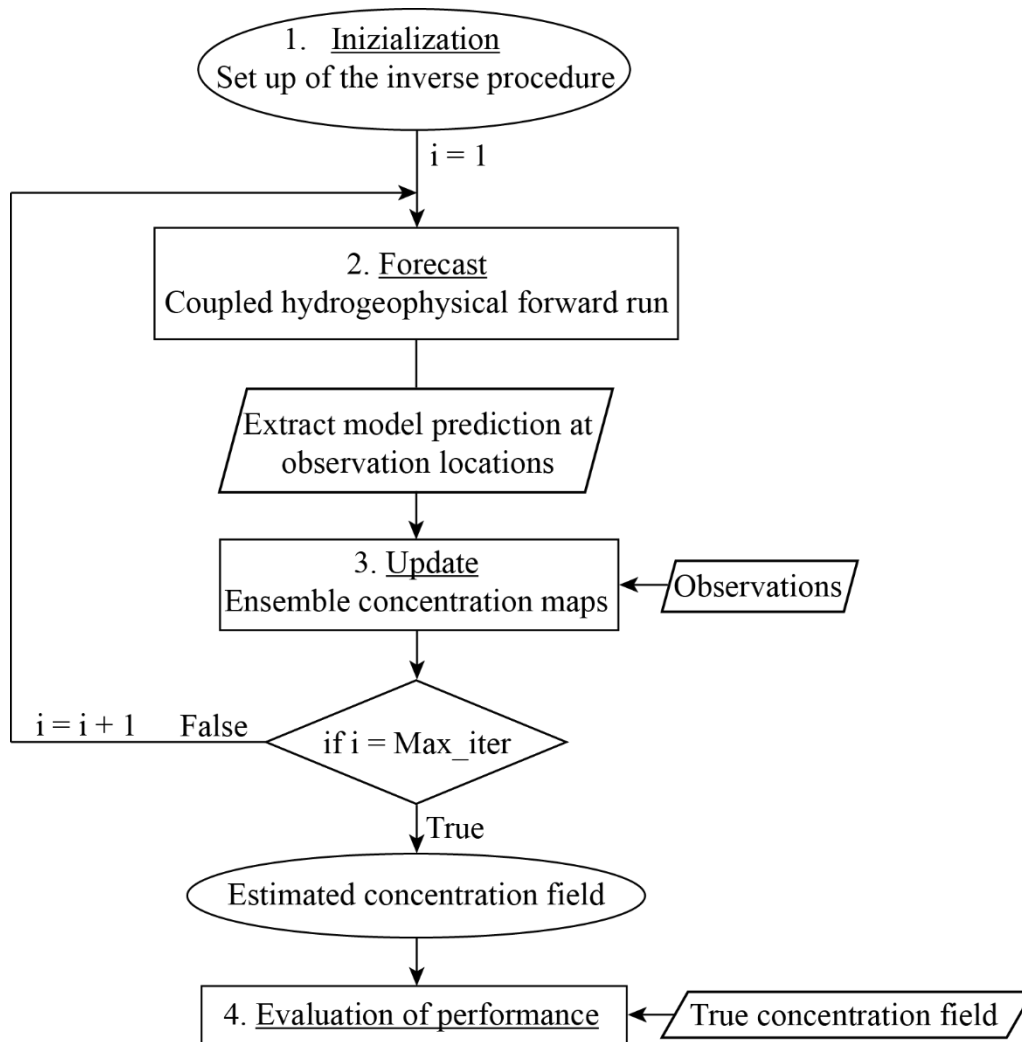 1. Inizialization
Set up of the inverse procedure
i = 1
2. Forecast
Coupled hydrogeophysical forward run
Extract model prediction at
observation locations
3. Update
Ensemble concentration maps
Observations
i = i + 1
False
if i = Max_iter
True
Estimated concentration field
4. Evaluation of performance
True concentration field